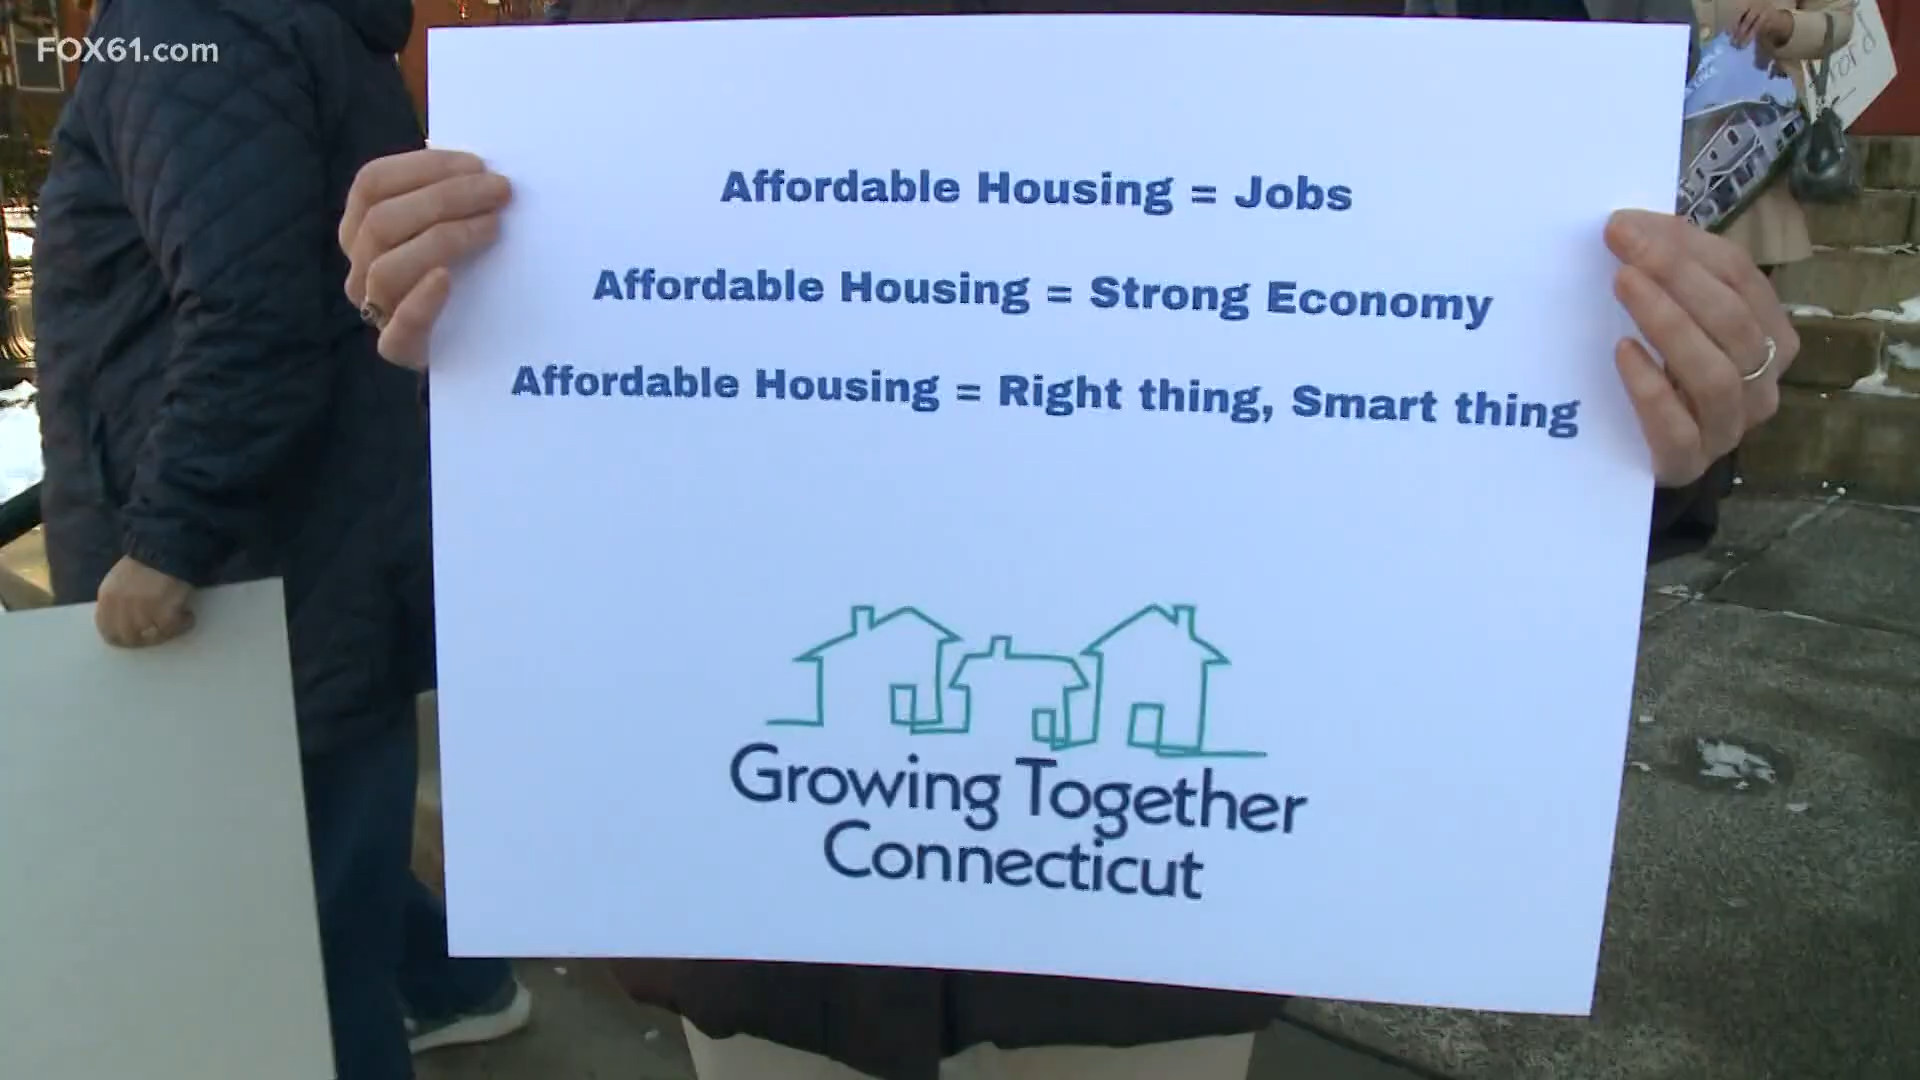 FOX61.com
Affordable Housing = Jobs
Affordable Housing = Strong Economy
Affordable Housing = Right thing, Smart thing
Growing Together
Connecticut